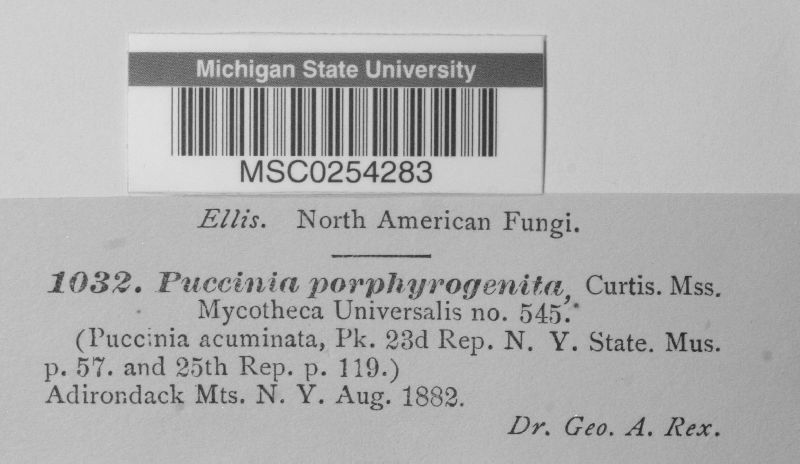 Michigan State University
MSC0254283
Ellis. North American Fungi.
1032. Puccinia porphyrogenita, Curtis. Mss.
Mycotheca Universalis no. 545.
(Puccinia acuminata, Pk. 23d Rep. N. Y. State. Mus.
p. 57. and 25th Rep. p. 119.)
Adirondack Mts. N. Y. Aug. 1882.
Dr. Geo. A. Rex.